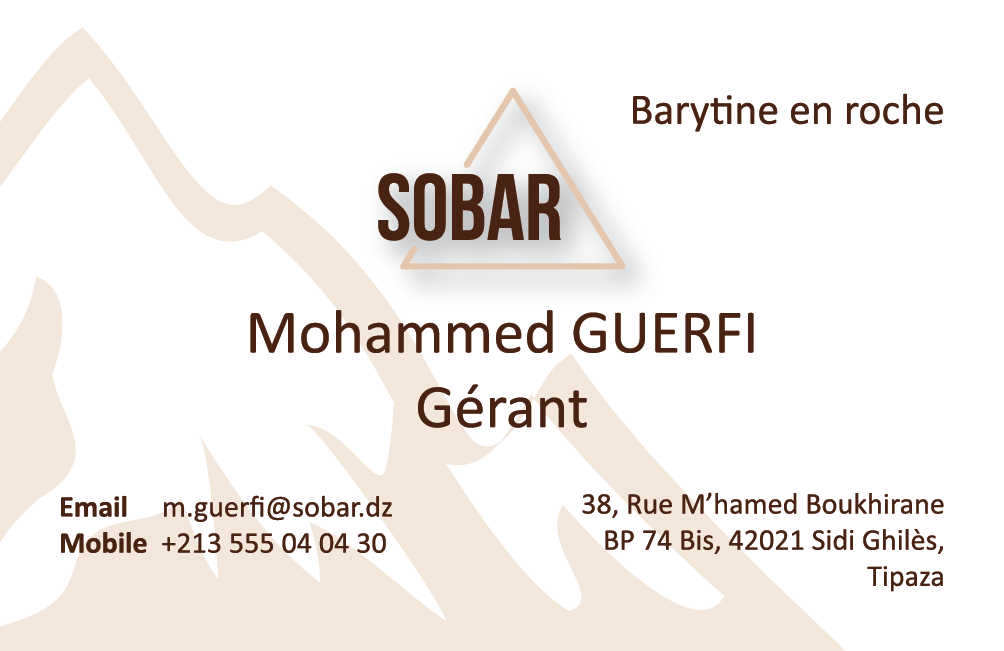 Barytine en roche
SOBAR
Mohammed GUERFI
Gérant
Email m.guerfi@sobar.dz
Mobile +213 555 04 04 30
38, Rue M’hamed Boukhirane
BP 74 Bis, 42021 Sidi Ghilès,
Tipaza